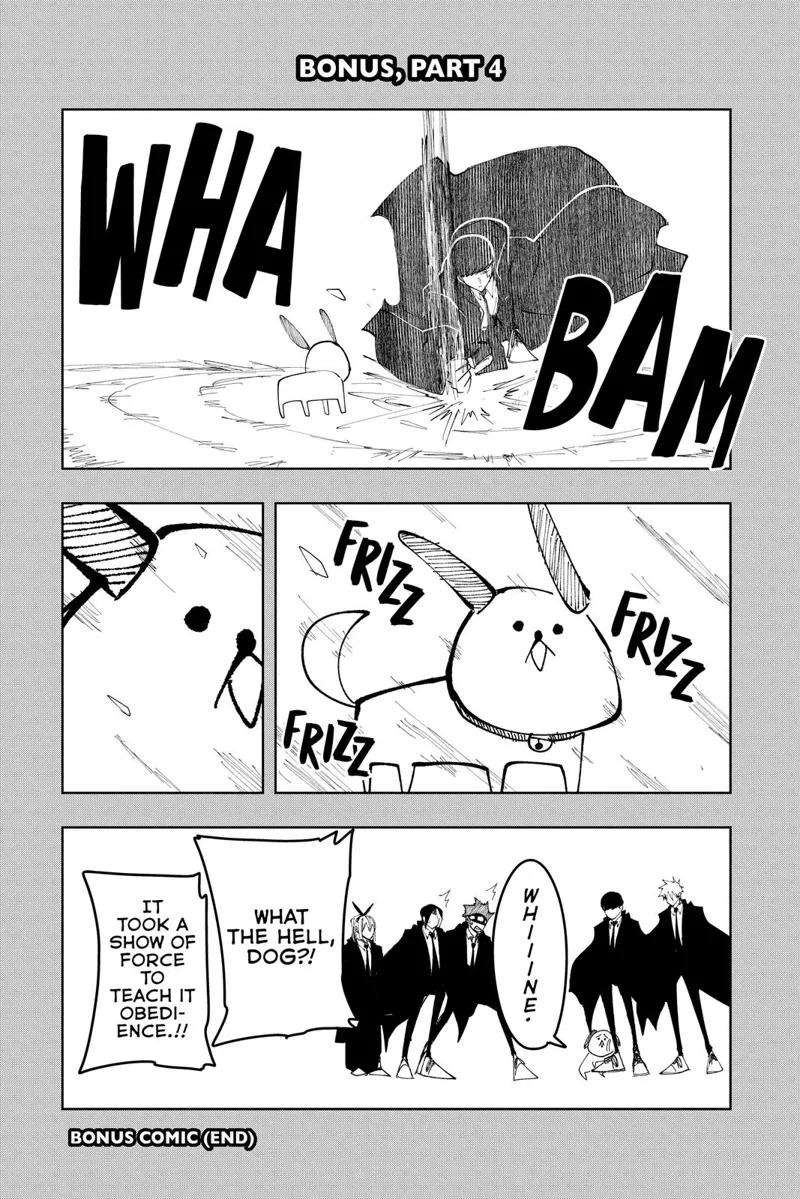 BONUS, PART 4
WHA
BAM
FRIZZ
FRIZZ
FRIZZ
WHIIINE.
WHAT
THE HELL,
DOG?!
IT
TOOK A
SHOW OF
FORCE
TO
TEACH IT
OBEDI-
ENCE.!!
BONUS COMIC (END)